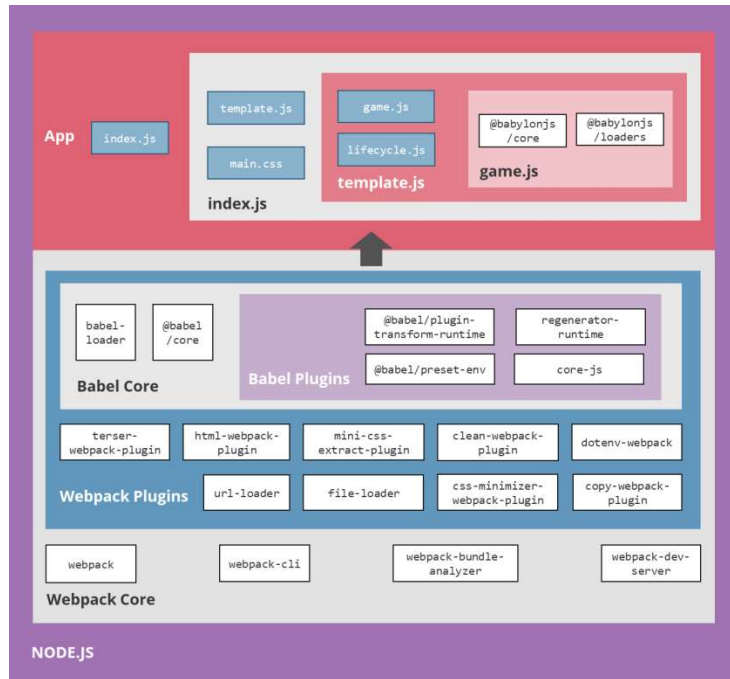 template.js
game.js
@babylonjs
/core
@babylonjs
/loaders
App
index.js
main.css
lifecycle.js
index.js
template.js
game.js
babel-
loader
@babel
/core
@babel/plugin-
transform-runtime
regenerator-
runtime
@babel/preset-env
core-js
Babel Core
Babel Plugins
terser-
webpack-plugin
html-webpack-
plugin
mini-css-
extract-plugin
clean-webpack-
plugin
dotenv-webpack
Webpack Plugins
url-loader
file-loader
css-minimizer-
webpack-plugin
copy-webpack-
plugin
webpack
webpack-cli
webpack-bundle-
analyzer
webpack-dev-
server
Webpack Core
NODE.JS